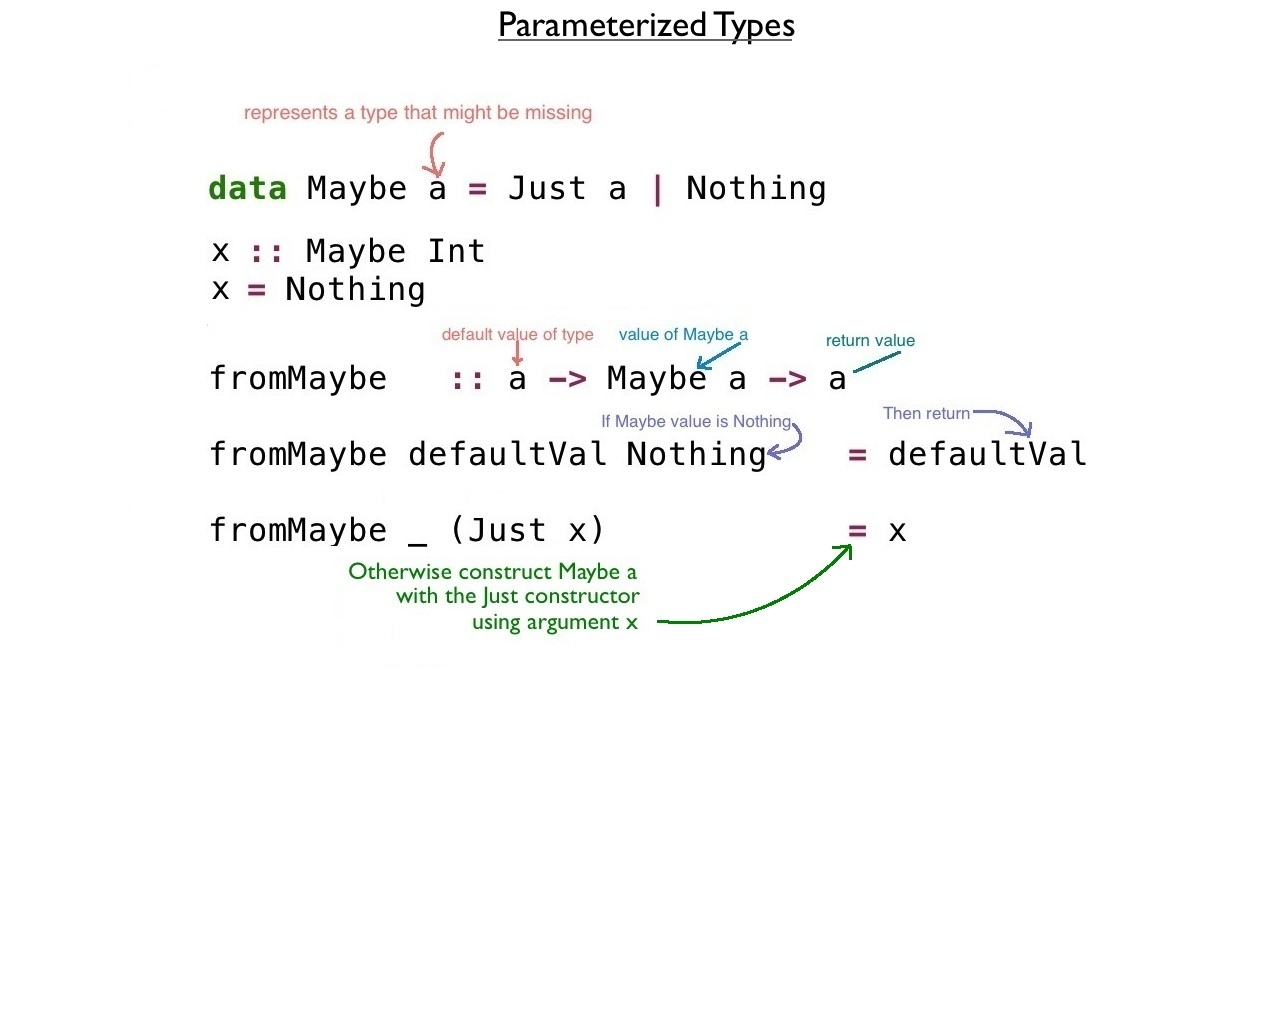 Parameterized Types
represents a type that might be missing
data Maybe a = Just a | Nothing
x :: Maybe Int
x = Nothing
default value of type value of Maybe a return value
fromMaybe :: a -> Maybe a -> a
If Maybe value is Nothing Then return
fromMaybe defaultVal Nothing = defaultVal
fromMaybe _ (Just x) = x
Otherwise construct Maybe a
with the Just constructor
using argument x